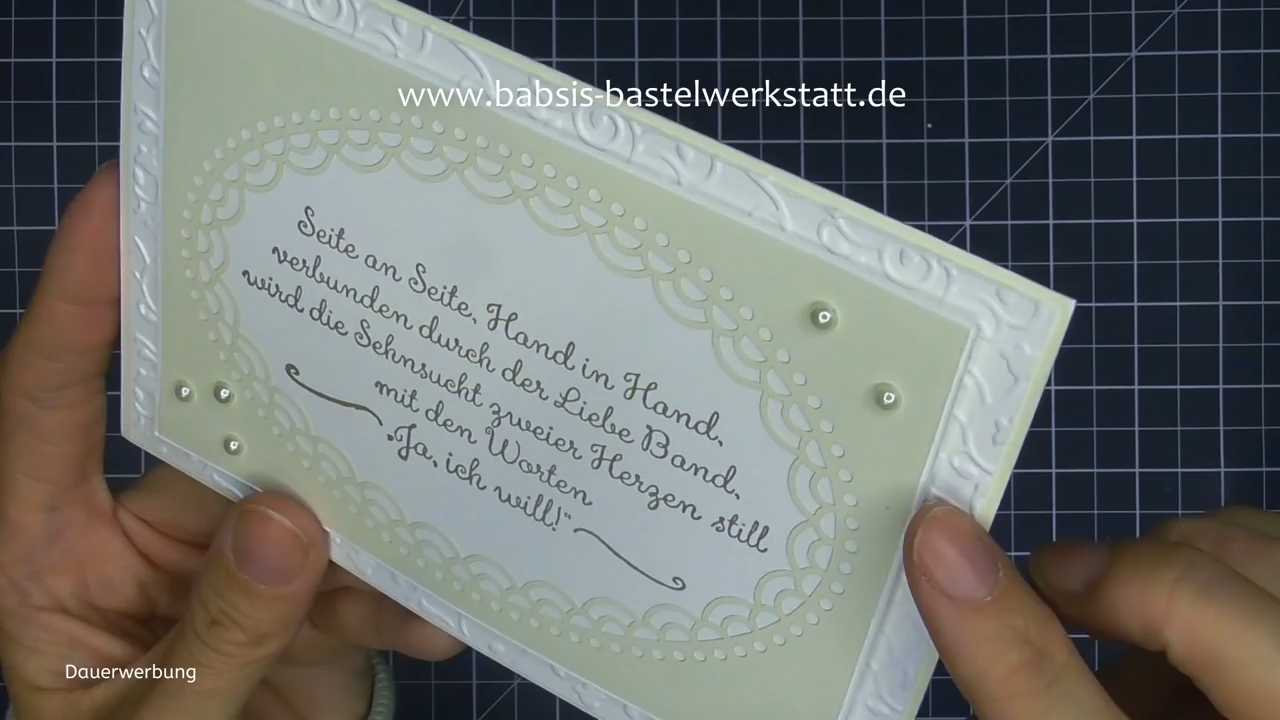 www.babsis-bastelwerkstatt.de
Seite an Seite, Hand in Hand,
verbunden durch der Liebe Band,
wird die Sehnsucht zweier Herzen still
mit den Worten
„Ja, ich will!“
Dauerwerbung